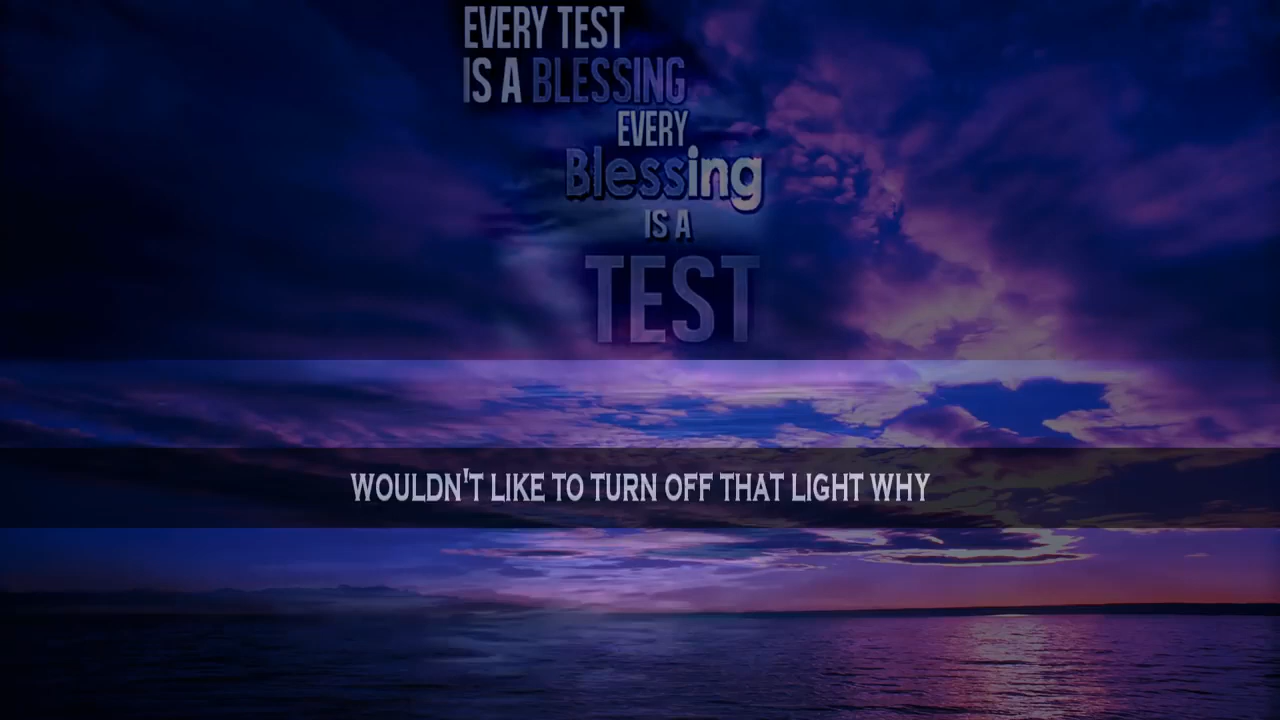 EVERY TEST
IS A BLESSING
EVERY
Blessing
IS A
TEST
WOULDN'T LIKE TO TURN OFF THAT LIGHT WHY